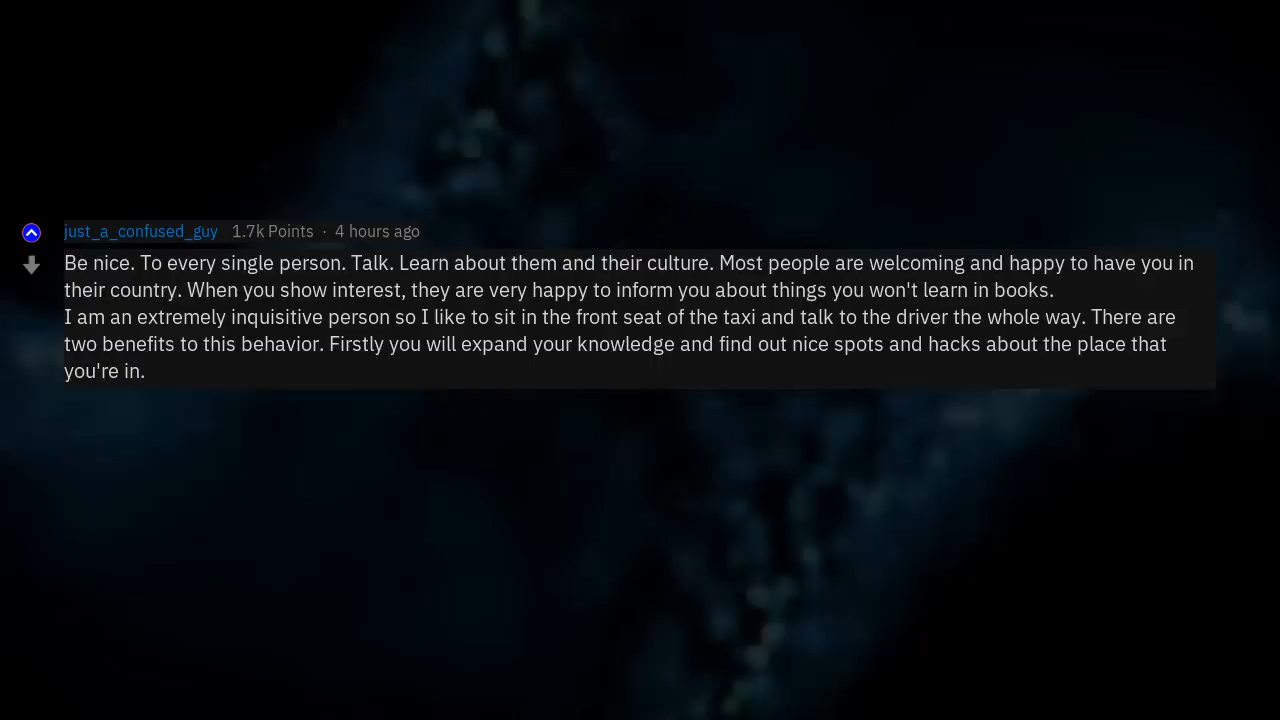 just_a_confused_guy 1.7k Points · 4 hours ago
Be nice. To every single person. Talk. Learn about them and their culture. Most people are welcoming and happy to have you in
their country. When you show interest, they are very happy to inform you about things you won't learn in books.
I am an extremely inquisitive person so I like to sit in the front seat of the taxi and talk to the driver the whole way. There are
two benefits to this behavior. Firstly you will expand your knowledge and find out nice spots and hacks about the place that
you're in.